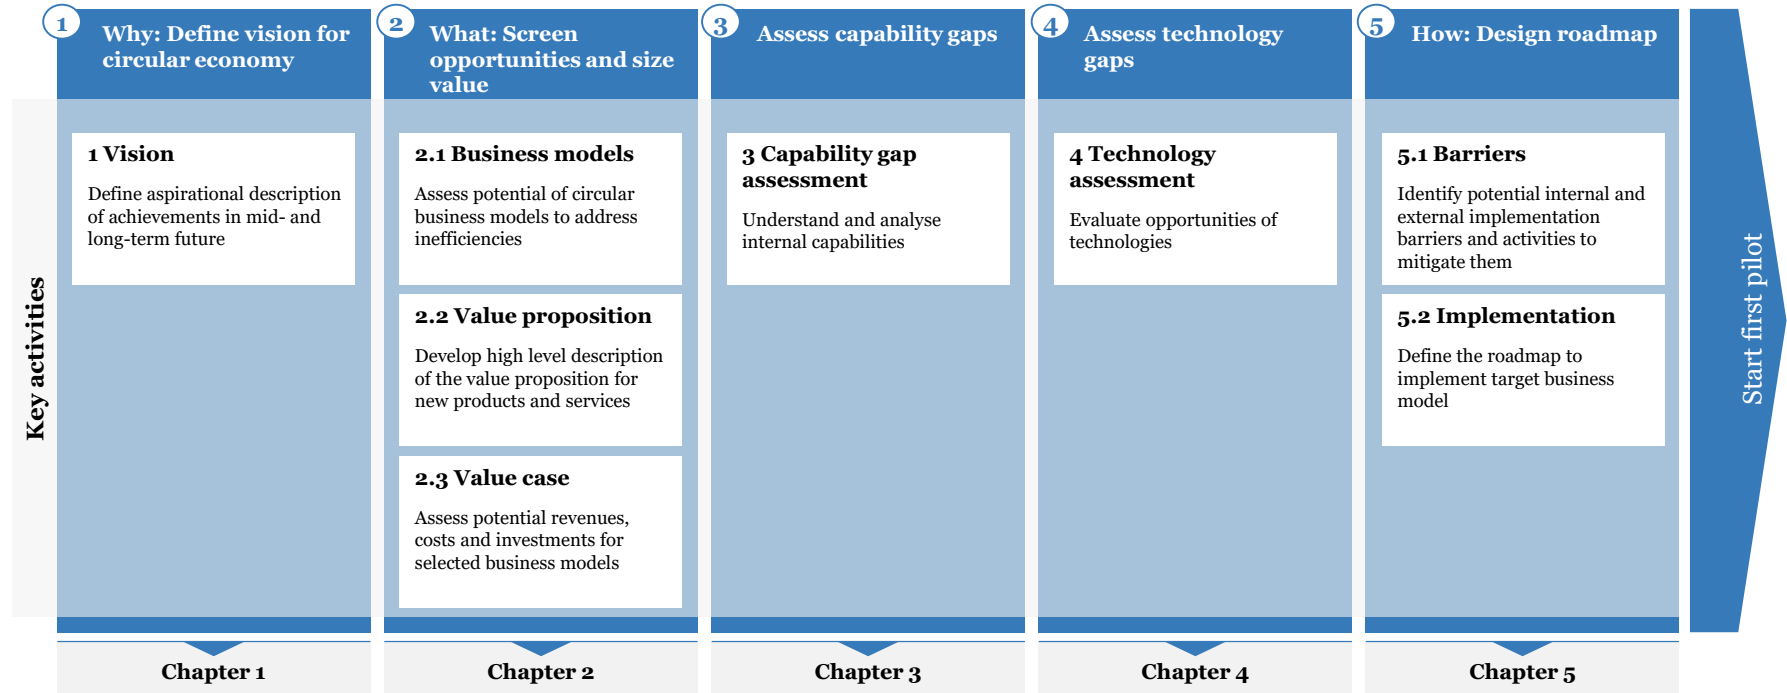 1
Why: Define vision for
circular economy
2
What: Screen
opportunities and size
value
3
Assess capability gaps
4
Assess technology
gaps
5
How: Design roadmap
Key activities
1 Vision
Define aspirational description
of achievements in mid- and
long-term future
2.1 Business models
Assess potential of circular
business models to address
inefficiencies
2.2 Value proposition
Develop high level description
of the value proposition for
new products and services
2.3 Value case
Assess potential revenues,
costs and investments for
selected business models
3 Capability gap
assessment
Understand and analyse
internal capabilities
4 Technology
assessment
Evaluate opportunities of
technologies
5.1 Barriers
Identify potential internal and
external implementation
barriers and activities to
mitigate them
5.2 Implementation
Define the roadmap to
implement target business
model
Start first pilot
Chapter 1
Chapter 2
Chapter 3
Chapter 4
Chapter 5